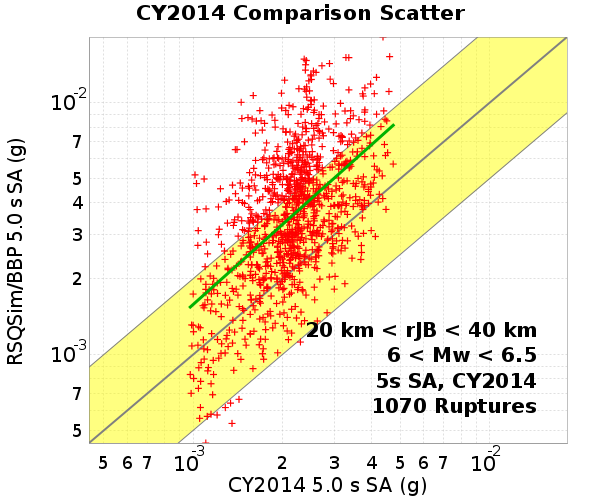 CY2014 Comparison Scatter
RSQSim/BBP 5.0 s SA (g)
10-2
7
5
4
3
2
10-3
7
5
20 km < rJB < 40 km
6 < Mw < 6.5
5s SA, CY2014
1070 Ruptures
5 6 7 10-3 2 3 4 5 6 7 10-2
CY2014 5.0 s SA (g)